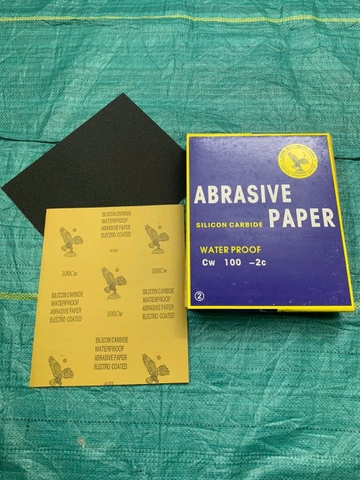 ABRASIVE
SILICON CARBIDE PAPER
WATER PROOF
Cw 100 -2c
②
SILICON CARBIDE
WATERPROOF
ABRASIVE PAPER
ELECTRO COATED
100Cw
100Cw
100Cw
SILICON CARBIDE
WATERPROOF
ABRASIVE PAPER
ELECTRO COATED
SILICON CARBIDE
WATERPROOF
ABRASIVE PAPER
ELECTRO COATED